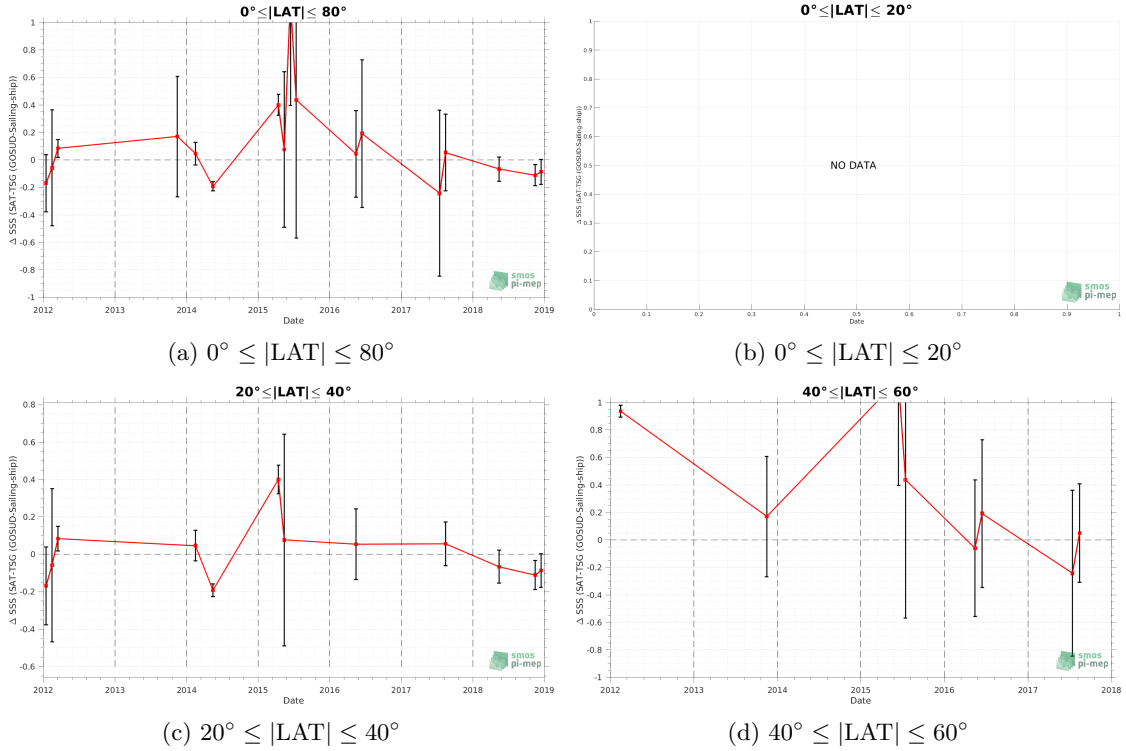 0°≤|LAT|≤ 80°
Δ SSS (SAT-TSG (GOSUD-Sailing-ship))
1
0.8
0.6
0.4
0.2
0
-0.2
-0.4
-0.6
-0.8
-1
2012 2013 2014 2015 2016 2017 2018 2019
Date
smos
pi-mep
(a) 0° ≤ |LAT| ≤ 80°
0°≤|LAT|≤ 20°
Δ SSS (SAT-TSG (GOSUD-Sailing-ship))
1
0.9
0.8
0.7
0.6
0.5
0.4
0.3
0.2
0.1
0
NO DATA
0 0.1 0.2 0.3 0.4 0.5 0.6 0.7 0.8 0.9 1
Date
smos
pi-mep
(b) 0° ≤ |LAT| ≤ 20°
20°≤|LAT|≤ 40°
Δ SSS (SAT-TSG (GOSUD-Sailing-ship))
0.8
0.6
0.4
0.2
0
-0.2
-0.4
-0.6
2012 2013 2014 2015 2016 2017 2018 2019
Date
smos
pi-mep
(c) 20° ≤ |LAT| ≤ 40°
40°≤|LAT|≤ 60°
Δ SSS (SAT-TSG (GOSUD-Sailing-ship))
1
0.8
0.6
0.4
0.2
0
-0.2
-0.4
-0.6
-0.8
-1
2012 2013 2014 2015 2016 2017 2018
Date
smos
pi-mep
(d) 40° ≤ |LAT| ≤ 60°